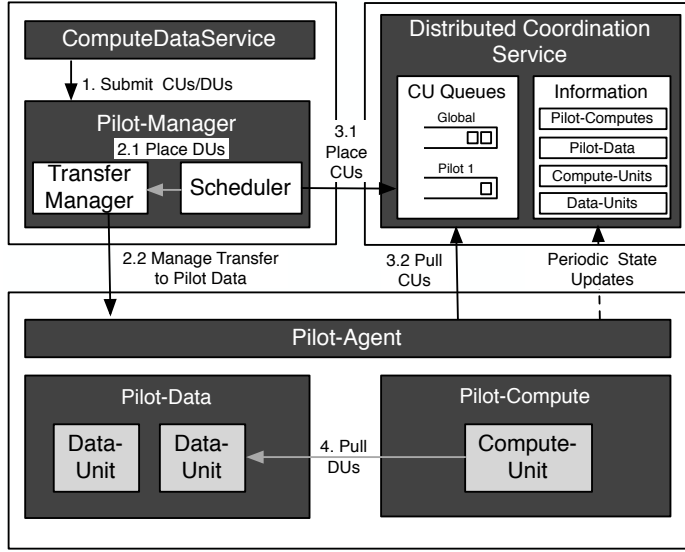 ComputeDataService
1. Submit CUs/DUs
Pilot-Manager
2.1 Place DUs
Transfer
Manager
Scheduler
3.1
Place
CUs
Distributed Coordination
Service
CU Queues
Global
Pilot 1
Information
Pilot-Computes
Pilot-Data
Compute-Units
Data-Units
2.2 Manage Transfer
to Pilot Data
3.2 Pull
CUs
Periodic State
Updates
Pilot-Agent
Pilot-Data
Data-
Unit
Data-
Unit
4. Pull
DUs
Pilot-Compute
Compute-
Unit